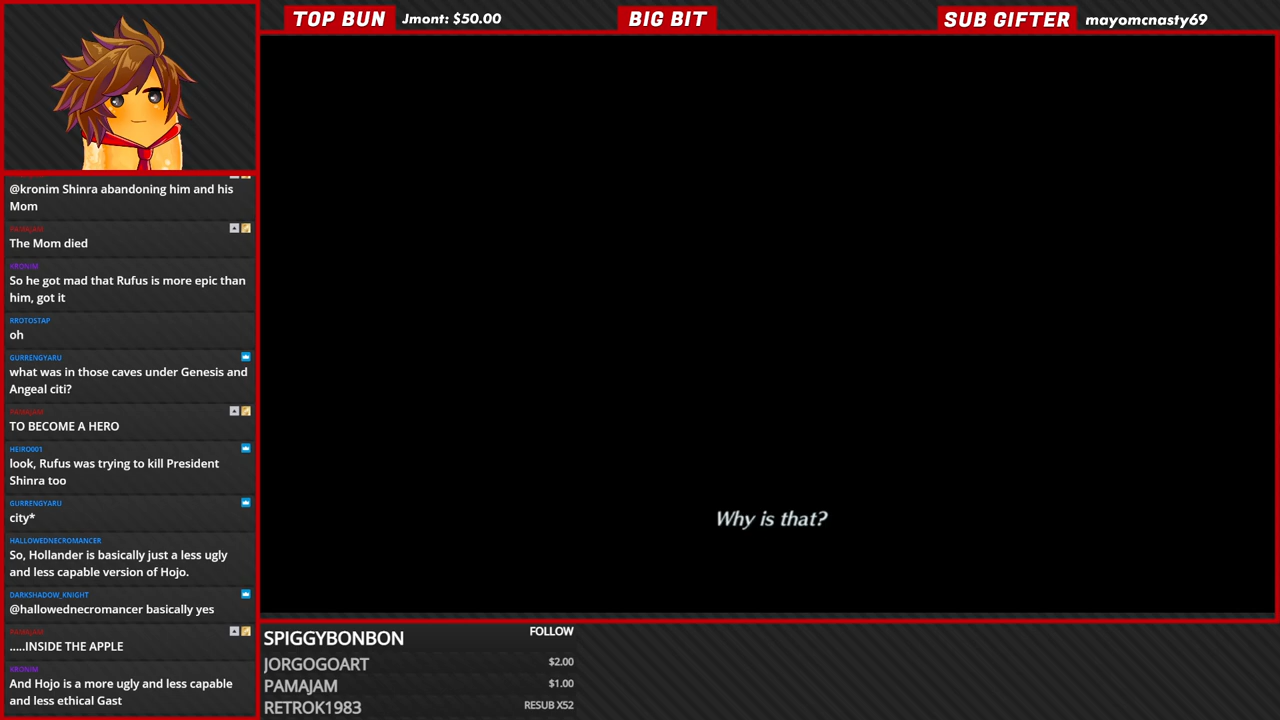 TOP BUN
Jmont: $50.00
BIG BIT
SUB GIFTER
mayomcnasty69
@kronim Shinra abandoning him and his
Mom
PAMAJAM
The Mom died
KRONIM
So he got mad that Rufus is more epic than
him, got it
RROTOSTAP
oh
GURRENGYARU
what was in those caves under Genesis and
Angeal citi?
PAMAJAM
TO BECOME A HERO
HEIRO001
look, Rufus was trying to kill President
Shinra too
GURRENGYARU
city*
HALLOWEDNECROMANCER
So, Hollander is basically just a less ugly
and less capable version of Hojo.
DARKSHADOW_KNIGHT
@hallowednecromancer basically yes
PAMAJAM
.....INSIDE THE APPLE
KRONIM
And Hojo is a more ugly and less capable
and less ethical Gast
Why is that?
SPIGGYBONBON FOLLOW
JORGOGOART $2.00
PAMAJAM $1.00
RETROK1983 RESUB X52